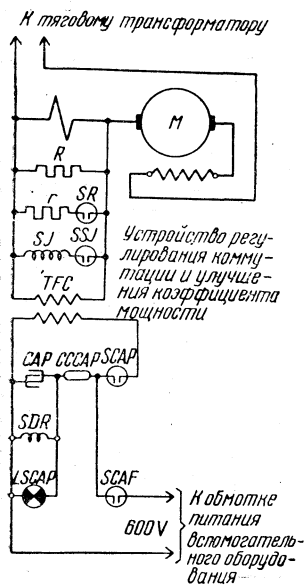 К тяговому трансформатору
M
R
r
SR
SJ
SSJ
Устройство регу-
лирования комму-
тации и улучше-
ния коэффициента
мощности
TFC
CAP
CCCAP
SCAP
SDR
LSCAP
SCAF
600V
К обмотке
питания
вспомогатель-
ного оборудо-
вания